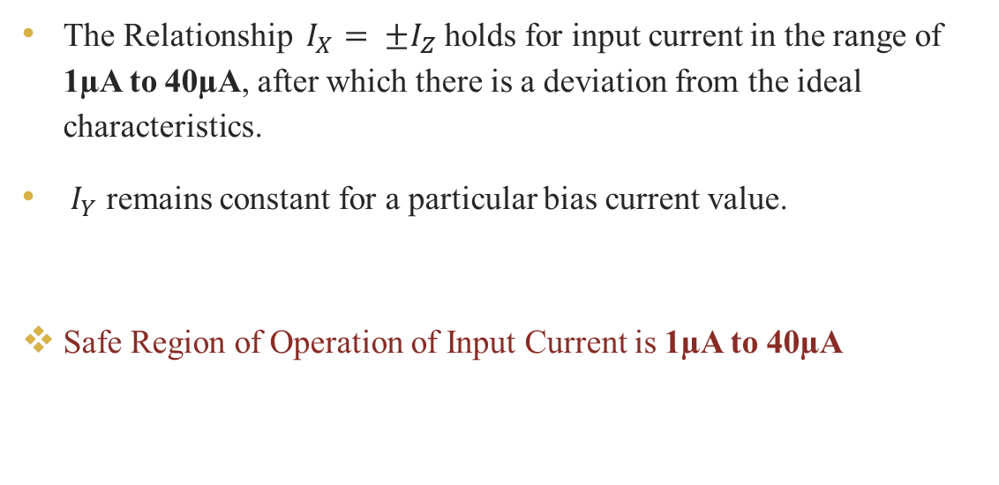 • The Relationship I_X = ±I_Z holds for input current in the range of
1μA to 40μA, after which there is a deviation from the ideal
characteristics.
• I_Y remains constant for a particular bias current value.
❖ Safe Region of Operation of Input Current is 1μA to 40μA